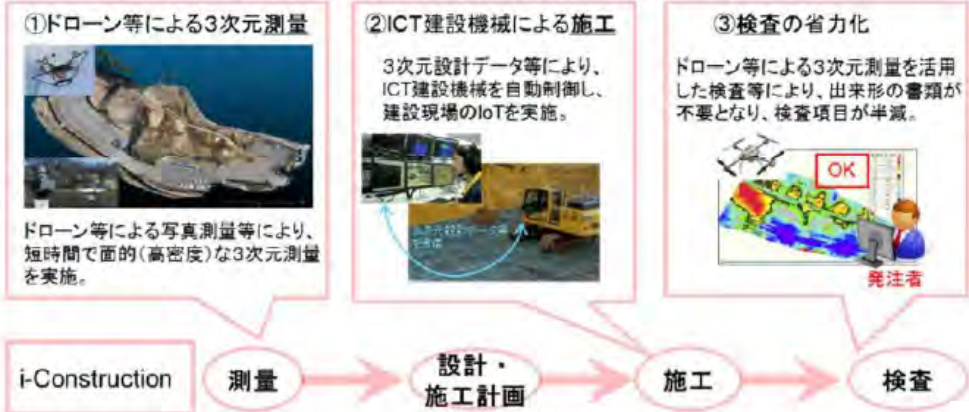 ①ドローン等による3次元測量
ドローン等による写真測量等により、
短時間で面的(高密度)な3次元測量
を実施。
②ICT建設機械による施工
3次元設計データ等により、
ICT建設機械を自動制御し、
建設現場のIoTを実施。
③検査の省力化
ドローン等による3次元測量を活用
した検査等により、出来形の書類が
不要となり、検査項目が半減。
OK
発注者
i-Construction
測量
設計・
施工計画
施工
検査